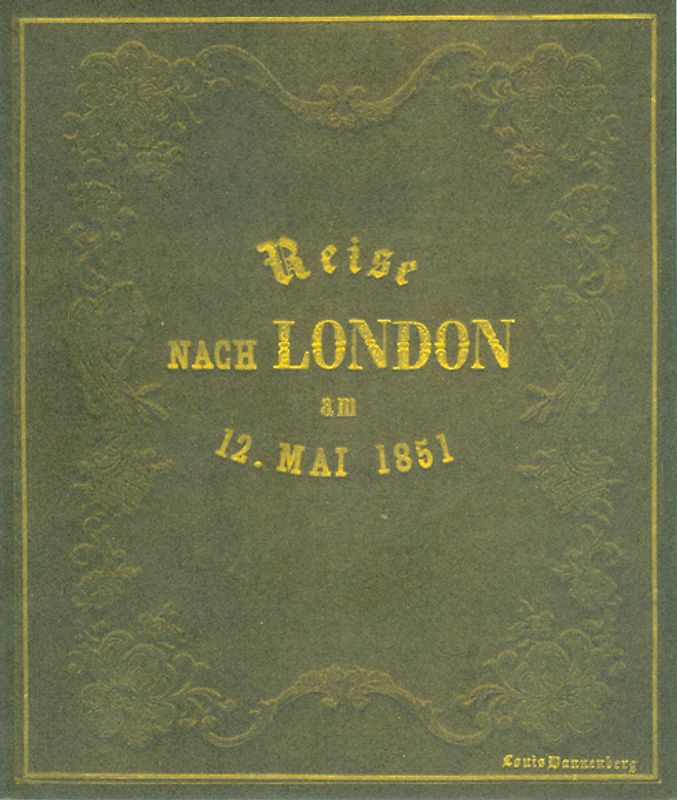 Reise
NACH LONDON
am
12. MAI 1851
Louis Dannenberg